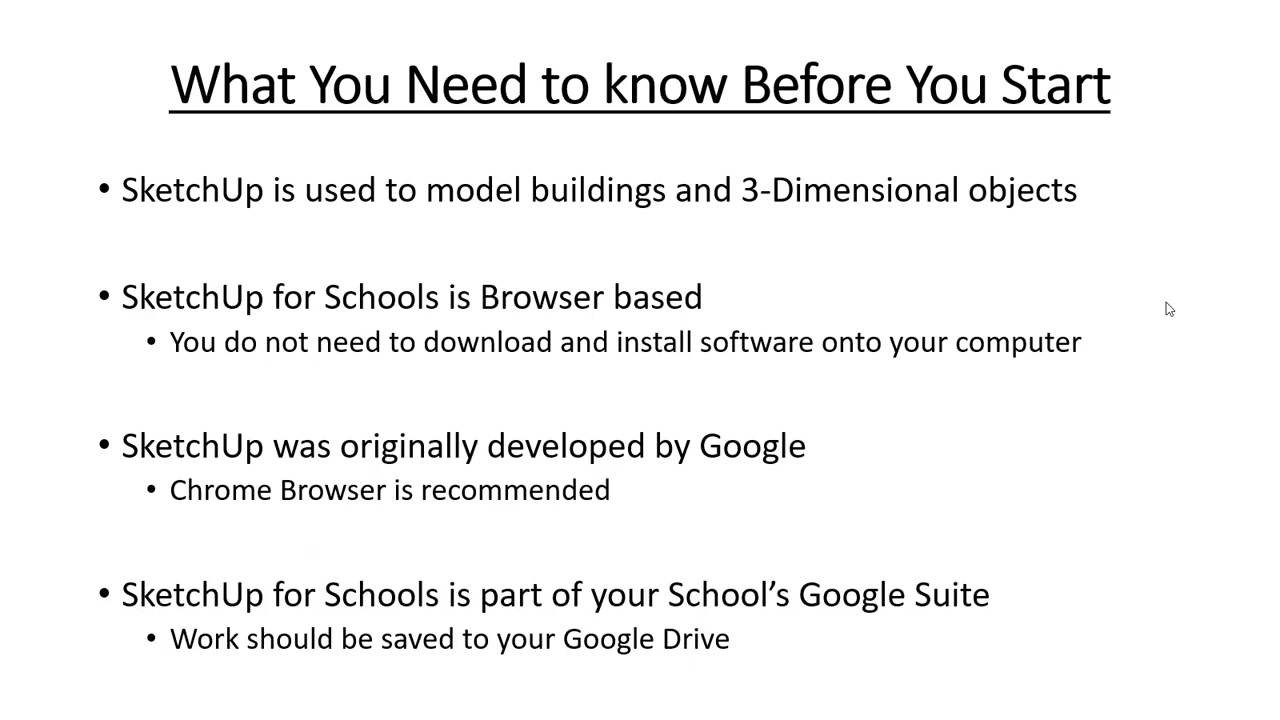 What You Need to know Before You Start
• SketchUp is used to model buildings and 3-Dimensional objects
• SketchUp for Schools is Browser based
• You do not need to download and install software onto your computer
• SketchUp was originally developed by Google
• Chrome Browser is recommended
• SketchUp for Schools is part of your School’s Google Suite
• Work should be saved to your Google Drive